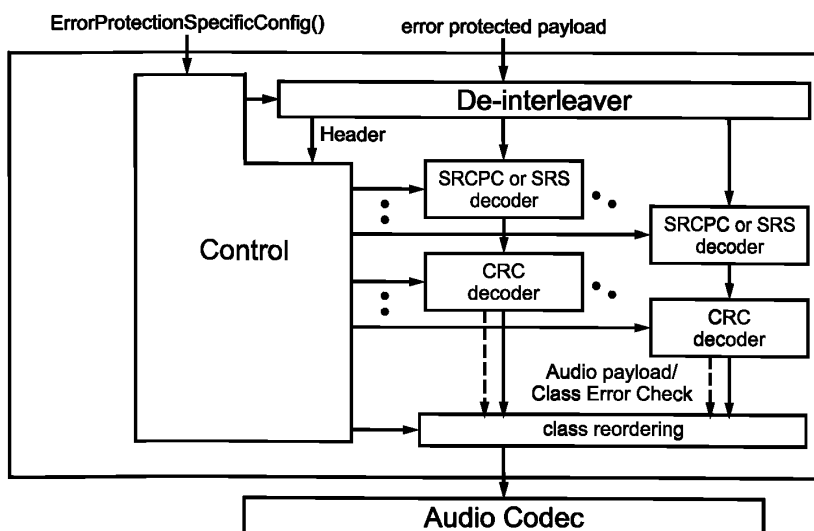 ErrorProtectionSpecificConfig()
error protected payload
De-interleaver
Header
SRCPC or SRS
decoder
SRCPC or SRS
decoder
Control
CRC
decoder
CRC
decoder
Audio payload/
Class Error Check
class reordering
Audio Codec